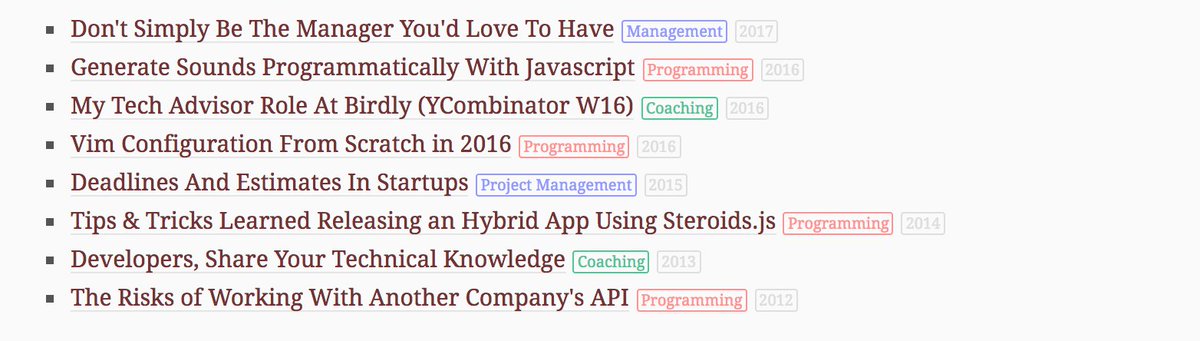 Don't Simply Be The Manager You'd Love To Have Management 2017
Generate Sounds Programmatically With Javascript Programming 2016
My Tech Advisor Role At Birdly (YCombinator W16) Coaching 2016
Vim Configuration From Scratch in 2016 Programming 2016
Deadlines And Estimates In Startups Project Management 2015
Tips & Tricks Learned Releasing an Hybrid App Using Steroids.js Programming 2014
Developers, Share Your Technical Knowledge Coaching 2013
The Risks of Working With Another Company's API Programming 2012